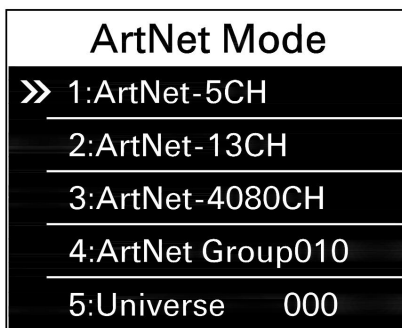 ArtNet Mode
» 1:ArtNet-5CH
2:ArtNet-13CH
3:ArtNet-4080CH
4:ArtNet Group010
5:Universe 000